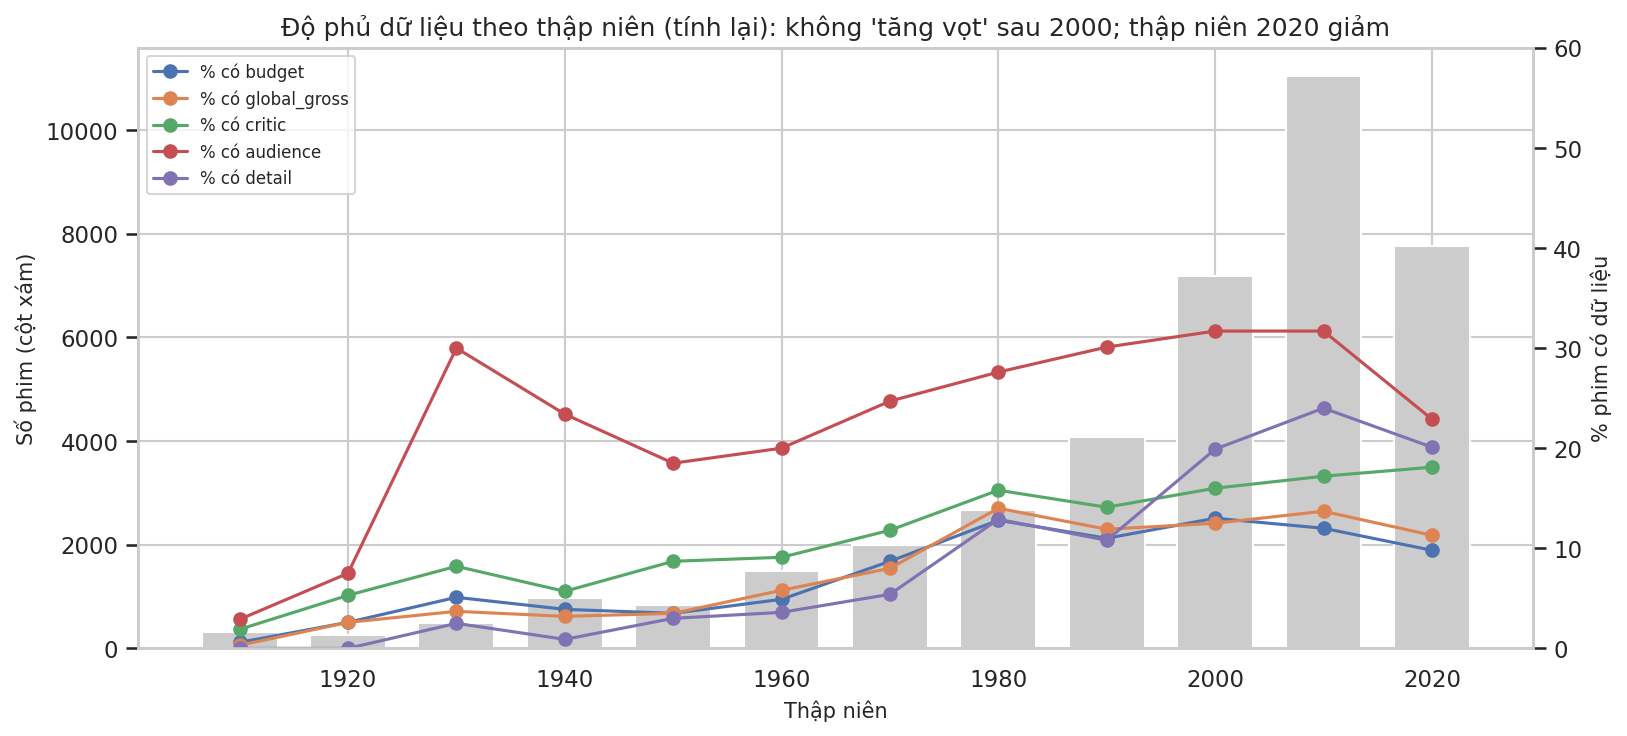 Độ phủ dữ liệu theo thập niên (tính lại): không 'tăng vọt' sau 2000; thập niên 2020 giảm
% có budget
% có global_gross
% có critic
% có audience
% có detail
Số phim (cột xám)
10000
8000
6000
4000
2000
0
60
50
40
30
20
10
0
% phim có dữ liệu
1920
1940
1960
1980
2000
2020
Thập niên